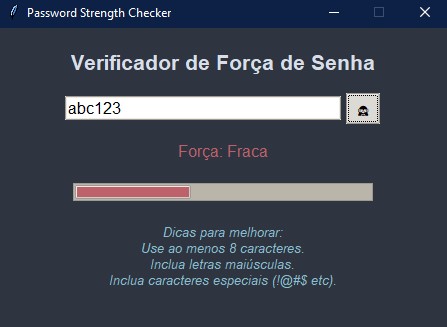 Password Strength Checker
Verificador de Força de Senha
abc123
Força: Fraca
Dicas para melhorar:
Use ao menos 8 caracteres.
Inclua letras maiúsculas.
Inclua caracteres especiais (!@#$ etc).